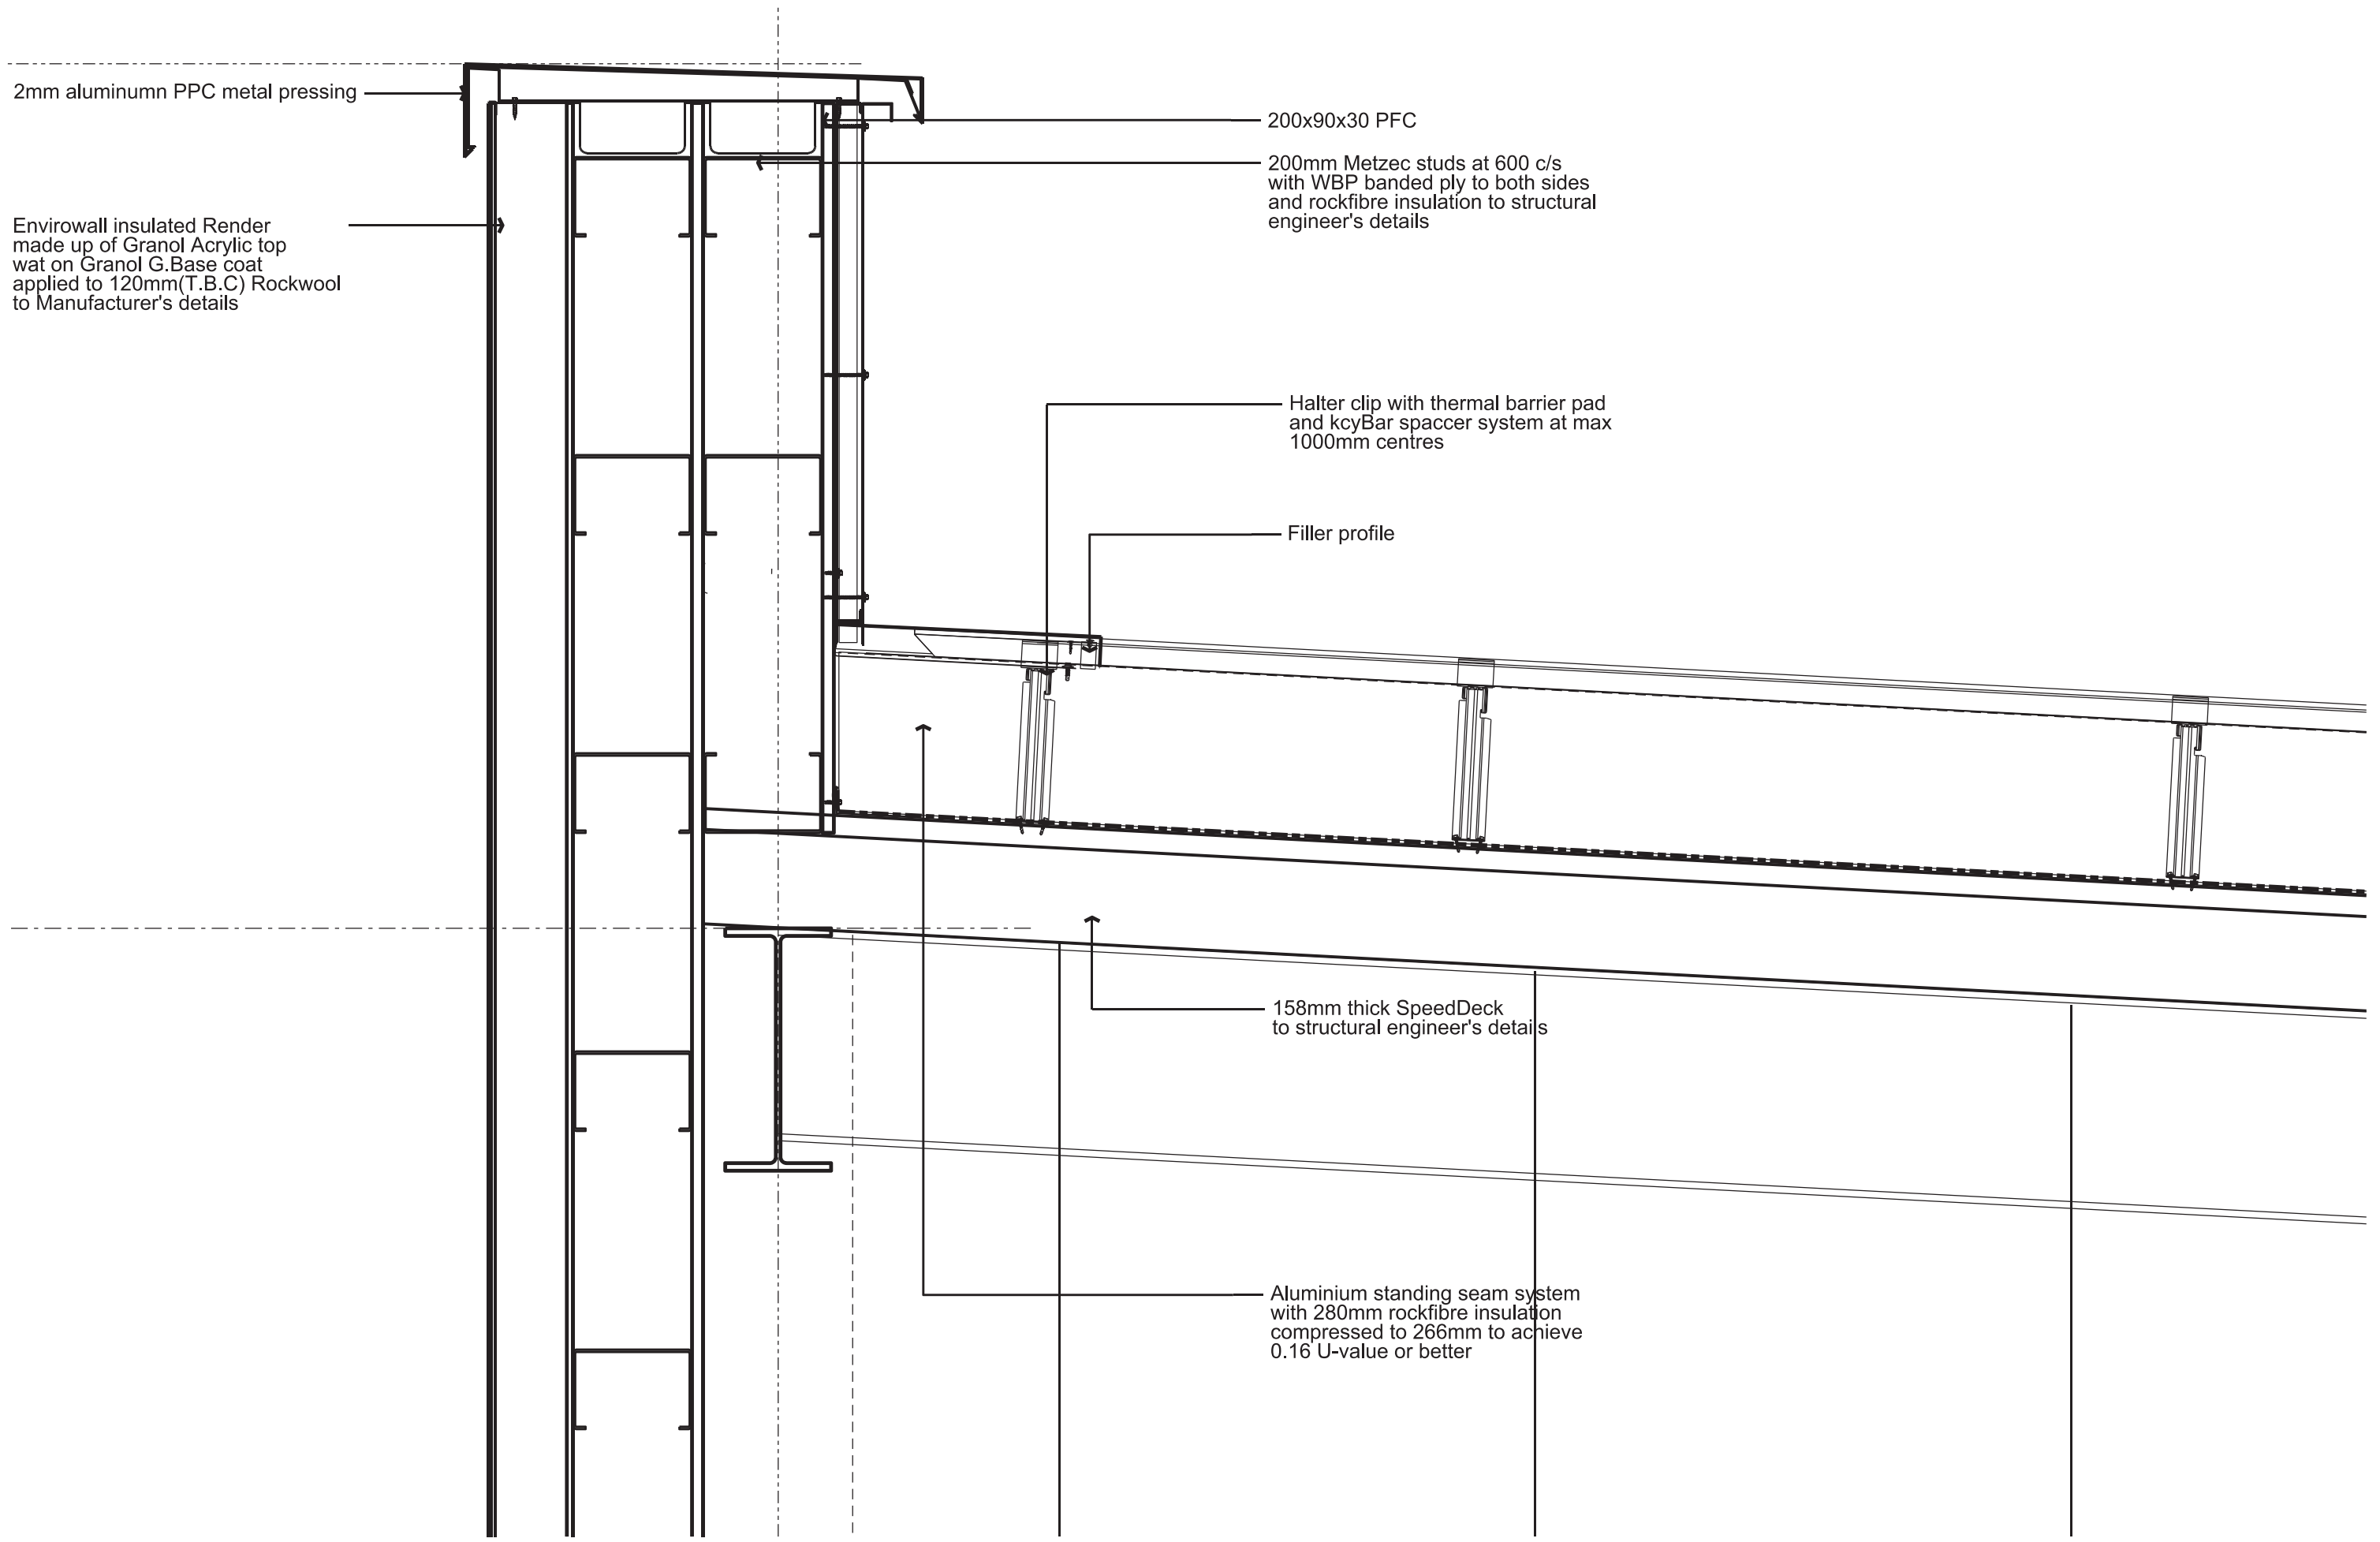 2mm aluminumn PPC metal pressing
Envirowall insulated Render
made up of Granol Acrylic top
wat on Granol G.Base coat
applied to 120mm(T.B.C) Rockwool
to Manufacturer's details
200x90x30 PFC
200mm Metzec studs at 600 c/s
with WBP banded ply to both sides
and rockfibre insulation to structural
engineer's details
Halter clip with thermal barrier pad
and kcyBar spaccer system at max
1000mm centres
Filler profile
158mm thick SpeedDeck
to structural engineer's details
Aluminium standing seam system
with 280mm rockfibre insulation
compressed to 266mm to achieve
0.16 U-value or better